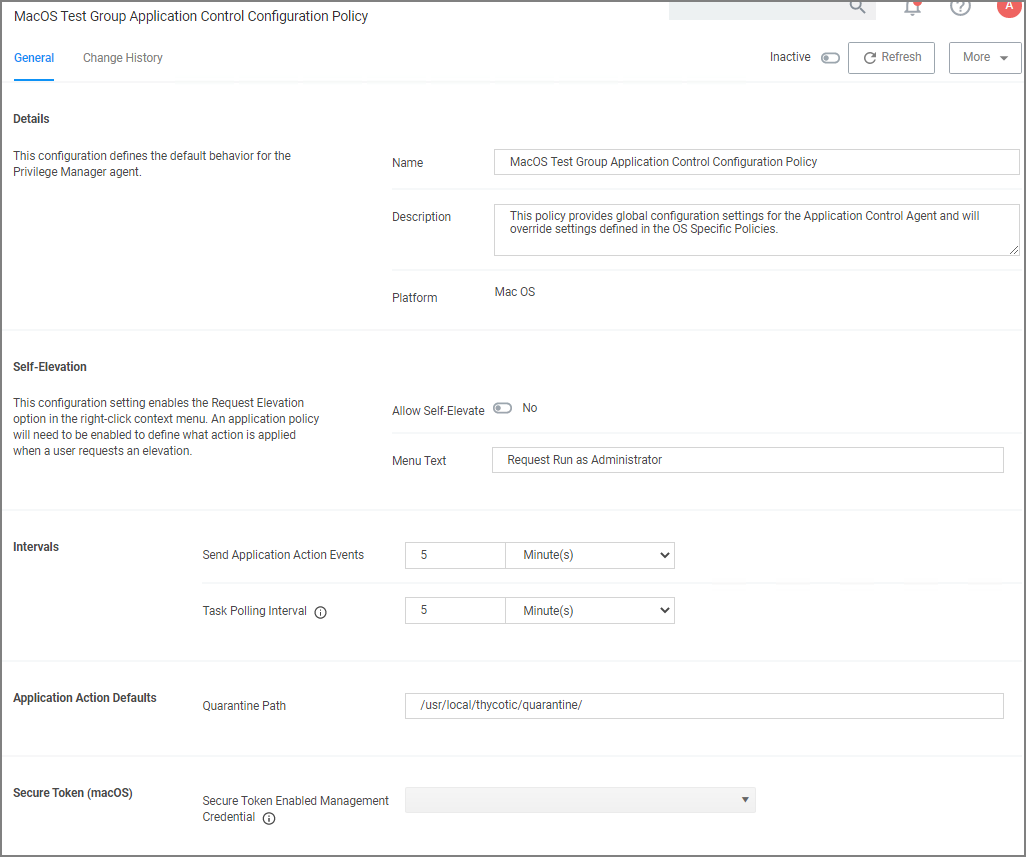 MacOS Test Group Application Control Configuration Policy
A
General
Change History
Inactive
Refresh
More
Details
This configuration defines the default behavior for the
Privilege Manager agent.
Name
MacOS Test Group Application Control Configuration Policy
Description
This policy provides global configuration settings for the Application Control Agent and will
override settings defined in the OS Specific Policies.
Platform
Mac OS
Self-Elevation
This configuration setting enables the Request Elevation
option in the right-click context menu. An application policy
will need to be enabled to define what action is applied
when a user requests an elevation.
Allow Self-Elevate
No
Menu Text
Request Run as Administrator
Intervals
Send Application Action Events
5
Minute(s)
Task Polling Interval
5
Minute(s)
Application Action Defaults
Quarantine Path
/usr/local/thycotic/quarantine/
Secure Token (macOS)
Secure Token Enabled Management
Credential